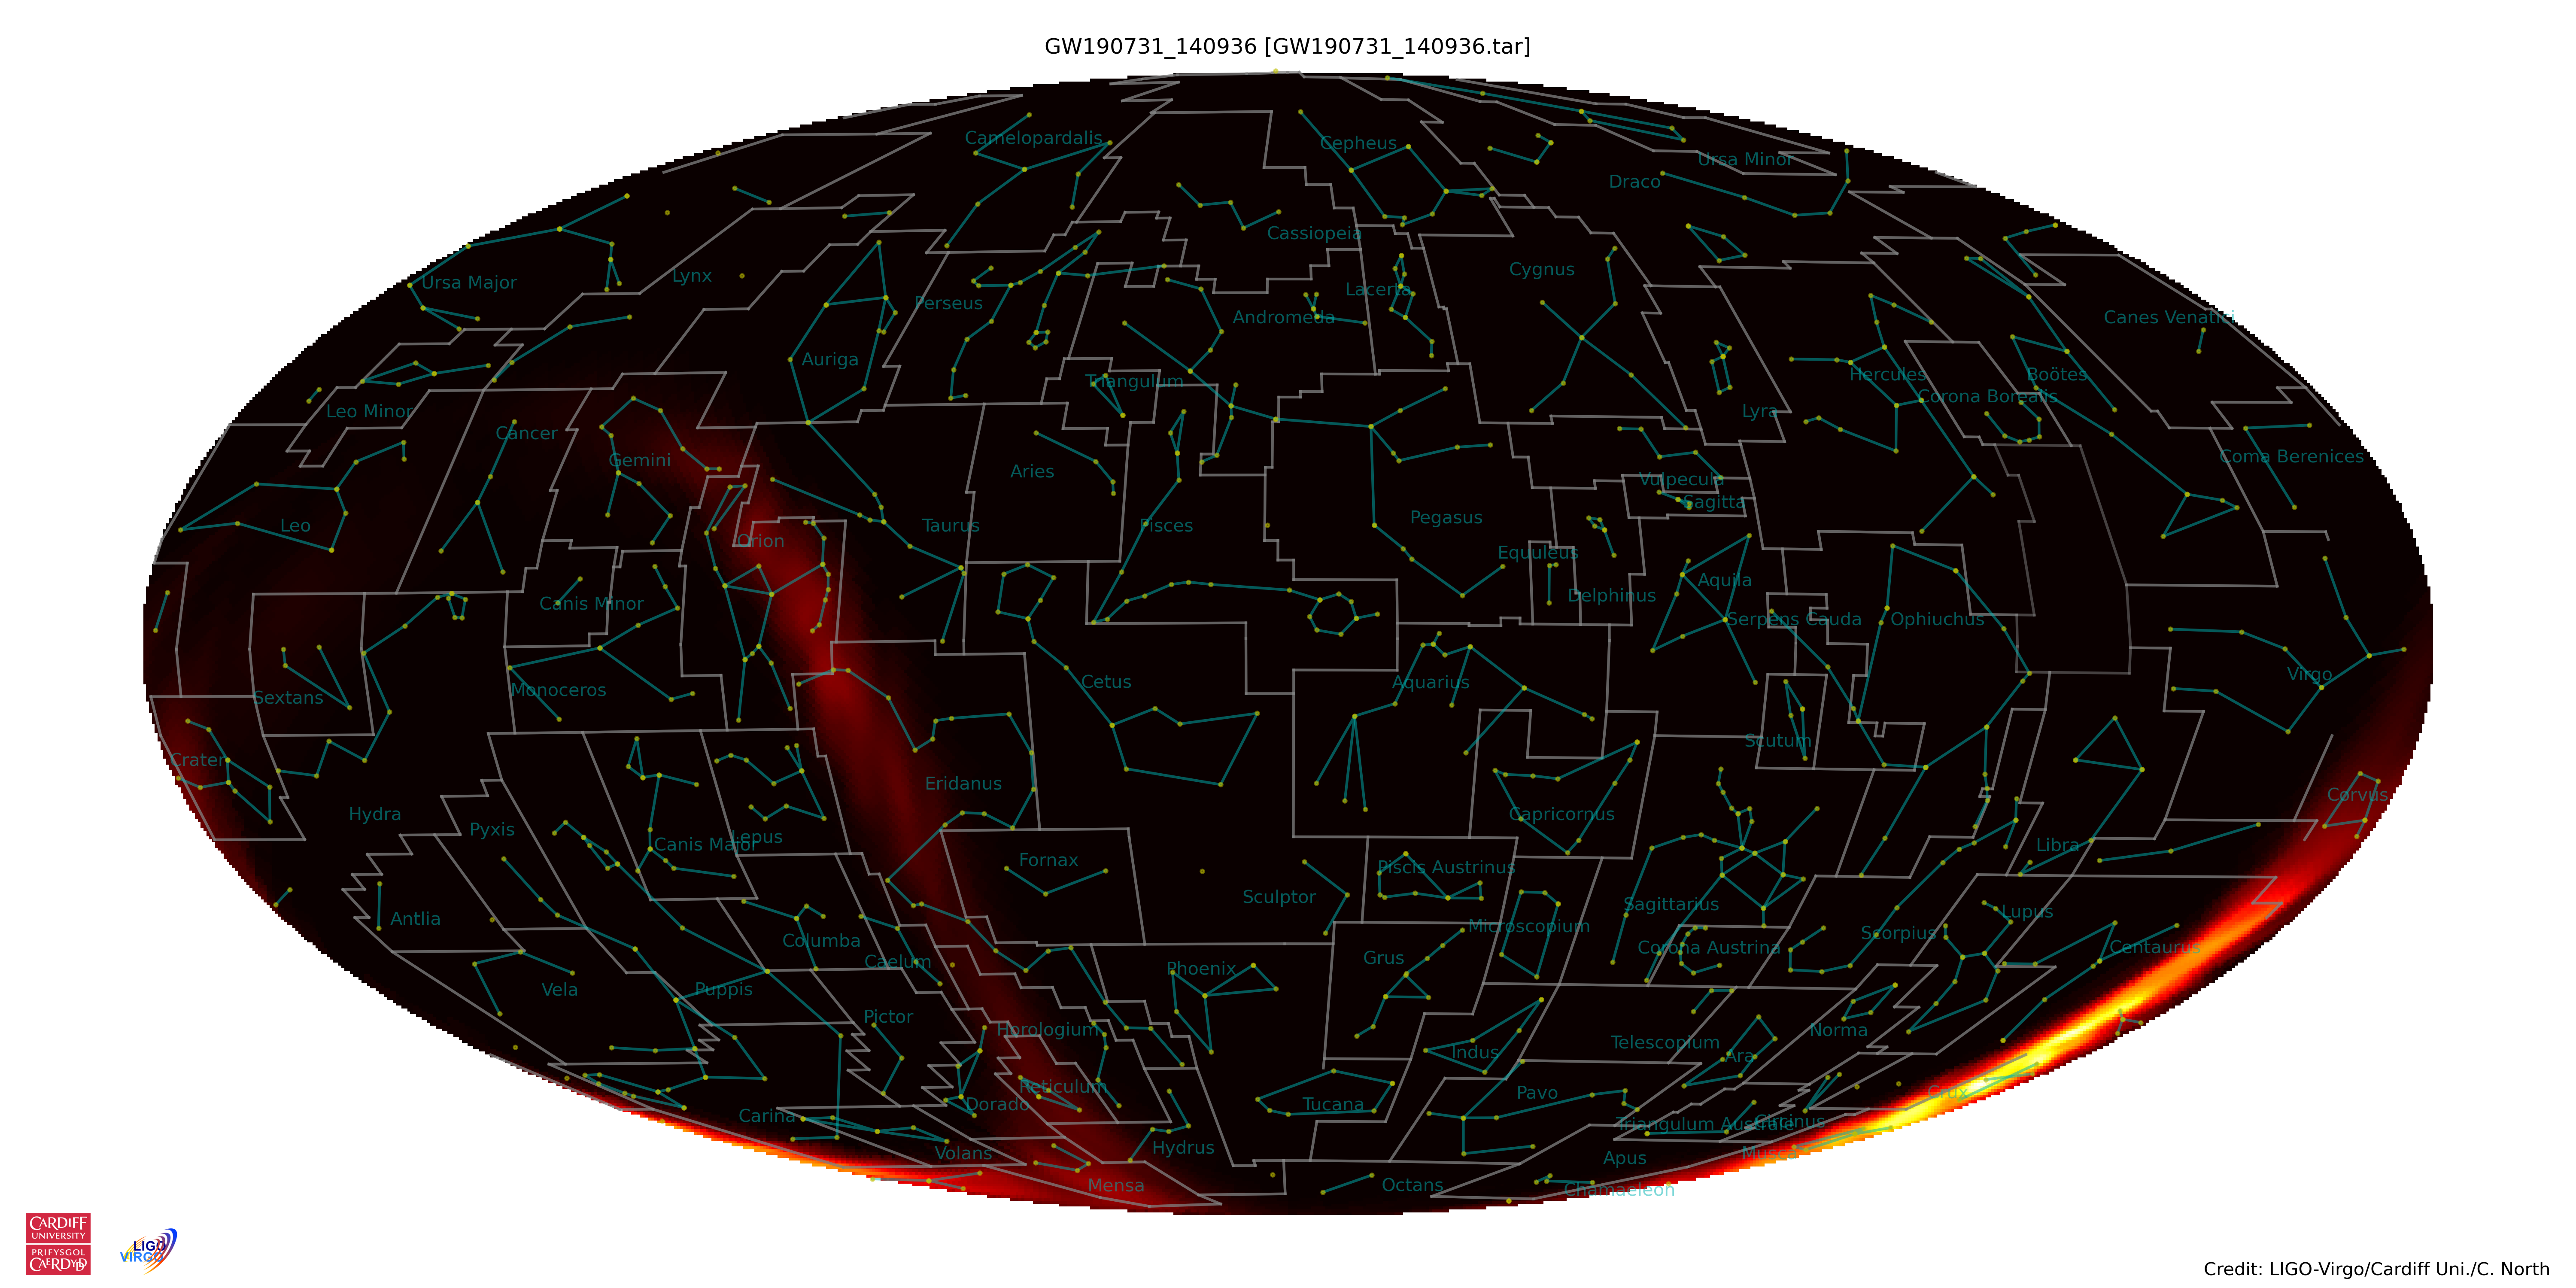 GW190731_140936 [GW190731_140936.tar]
Camelopardalis
Cepheus
Ursa Minor
Draco
Cassiopeia
Cygnus
Ursa Major
Lynx
Lacerta
Perseus
Andromeda
Canes Venatici
Auriga
Triangulum
Hercules
Boötes
Corona Borealis
Leo Minor
Lyra
Cancer
Gemini
Aries
Coma Berenices
Vulpecula
Sagitta
Leo
Orion
Taurus
Pisces
Pegasus
Equuleus
Canis Minor
Delphinus
Aquila
Serpens Cauda
Ophiuchus
Sextans
Monoceros
Cetus
Aquarius
Virgo
Crater
Scutum
Eridanus
Corvus
Hydra
Pyxis
Capricornus
Canis Major
Lepus
Libra
Fornax
Piscis Austrinus
Sculptor
Sagittarius
Lupus
Antlia
Microscopium
Columba
Corona Austrina
Scorpius
Centaurus
Caelum
Phoenix
Grus
Vela
Puppis
Pictor
Horologium
Norma
Telescopium
Indus
Ara
Reticulum
Dorado
Tucana
Pavo
Crux
Carina
Triangulum Australe
Circinus
Volans
Hydrus
Musca
Apus
Mensa
Octans
Chamaeleon
CARDIFF
UNIVERSITY
PRIFYSGOL
CAERDYDD
LIGO
VIRGO
Credit: LIGO-Virgo/Cardiff Uni./C. North